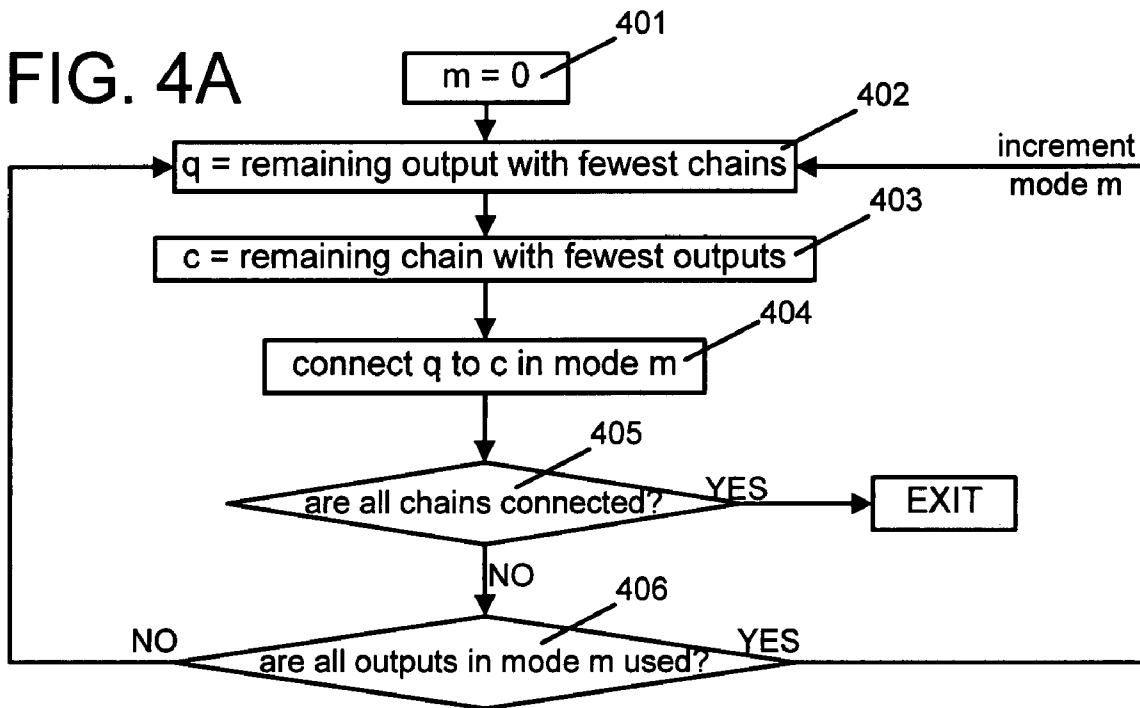 FIG. 4A
401
m = 0
402
q = remaining output with fewest chains
increment
mode m
403
c = remaining chain with fewest outputs
404
connect q to c in mode m
405
are all chains connected?
YES
EXIT
NO
406
NO
are all outputs in mode m used?
YES